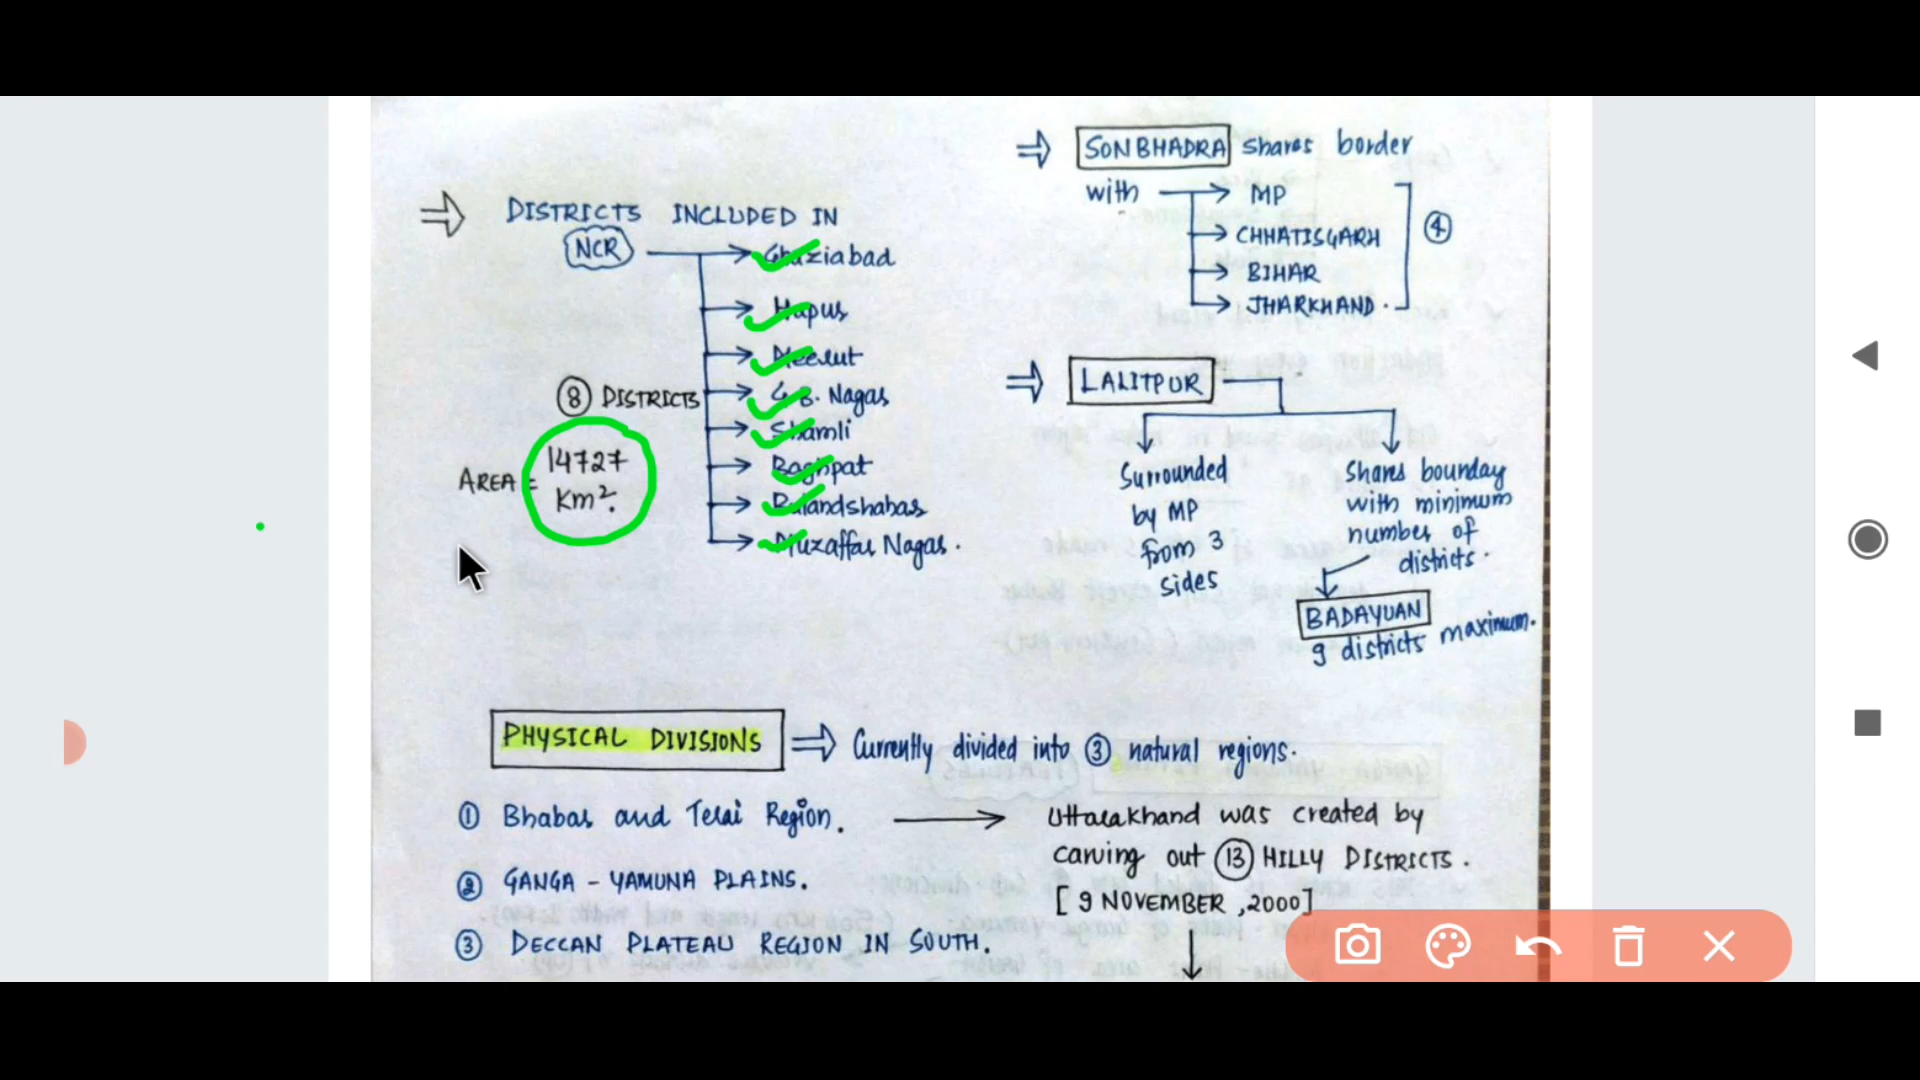 ⇒ DISTRICTS INCLUDED IN
NCR → Ghaziabad
→ Hapur
→ Meerut
8 DISTRICTS → G.B. Nagar
→ Shamli
→ Baghpat
→ Bulandshahar
→ Muzaffar Nagar.
AREA = 14727
Km².
⇒ SONBHADRA shares border
with → MP
→ CHHATISGARH
→ BIHAR
→ JHARKHAND.
4
⇒ LALITPUR
Surrounded
by MP
from 3
sides
Shares bounday
with minimum
number of
districts.
BADAYUAN
9 districts maximum.
PHYSICAL DIVISIONS ⇒ Currently divided into 3 natural regions.
1 Bhabar and Terai Region. → Uttarakhand was created by
carving out 13 HILLY DISTRICTS.
[9 NOVEMBER, 2000]
2 GANGA - YAMUNA PLAINS.
3 DECCAN PLATEAU REGION IN SOUTH.